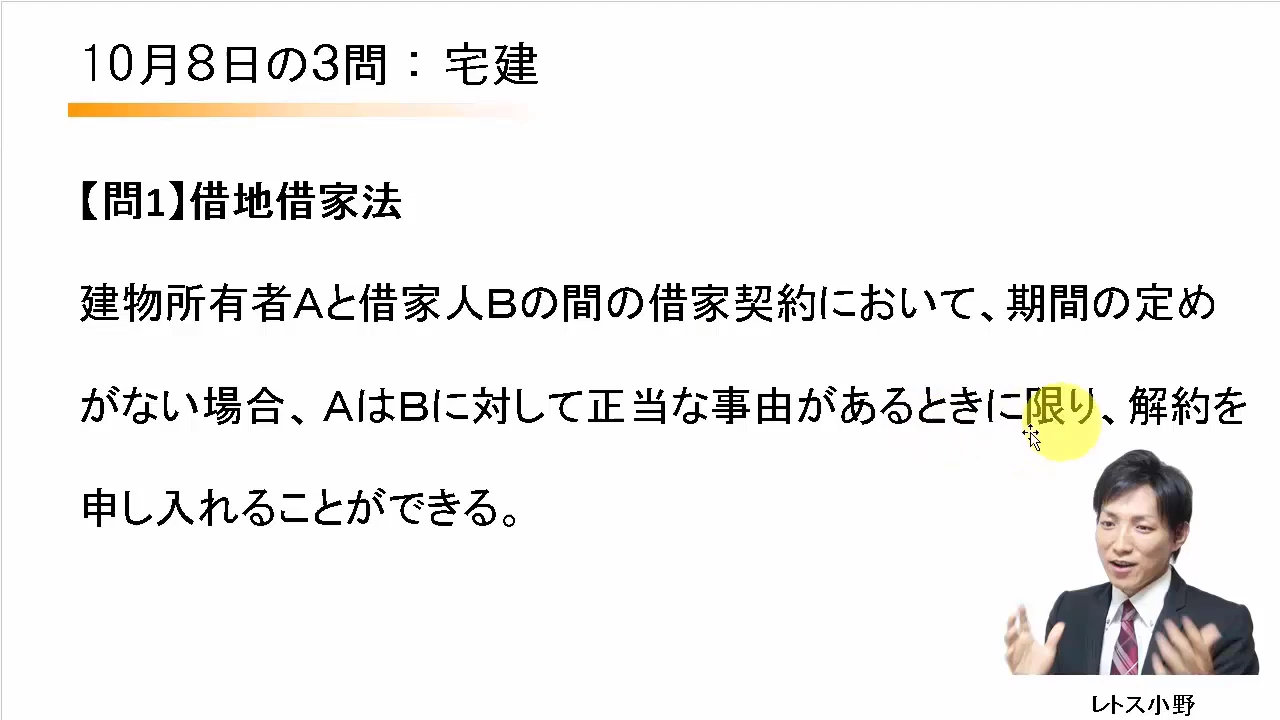 10月8日の3問：宅建
【問1】借地借家法
建物所有者Aと借家人Bの間の借家契約において、期間の定め
がない場合、AはBに対して正当な事由があるときに限り、解約を
申し入れることができる。
レトス小野